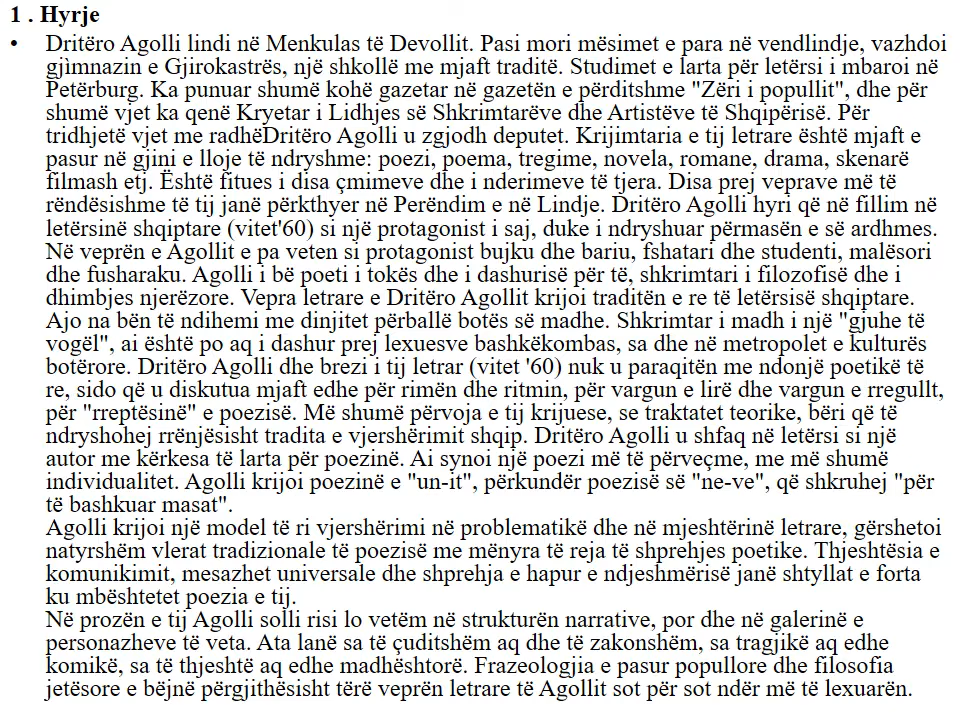 1 . Hyrje
• Dritëro Agolli lindi në Menkulas të Devollit. Pasi mori mësimet e para në vendlindje, vazhdoi
gjìmnazin e Gjirokastrës, një shkollë me mjaft traditë. Studimet e larta për letërsi i mbaroi në
Petërburg. Ka punuar shumë kohë gazetar në gazetën e përditshme "Zëri i popullit", dhe për
shumë vjet ka qenë Kryetar i Lidhjes së Shkrimtarëve dhe Artistëve të Shqipërisë. Për
tridhjetë vjet me radhëDritëro Agolli u zgjodh deputet. Krijimtaria e tij letrare është mjaft e
pasur në gjini e lloje të ndryshme: poezi, poema, tregime, novela, romane, drama, skenarë
filmash etj. Është fitues i disa çmimeve dhe i nderimeve të tjera. Disa prej veprave më të
rëndësishme të tij janë përkthyer në Perëndim e në Lindje. Dritëro Agolli hyri që në fillim në
letërsinë shqiptare (vitet'60) si një protagonist i saj, duke i ndryshuar përmasën e së ardhmes.
Në veprën e Agollit e pa veten si protagonist bujku dhe bariu, fshatari dhe studenti, malësori
dhe fusharaku. Agolli i bë poeti i tokës dhe i dashurisë për të, shkrimtari i filozofisë dhe i
dhimbjes njerëzore. Vepra letrare e Dritëro Agollit krijoi traditën e re të letërsisë shqiptare.
Ajo na bën të ndihemi me dinjitet përballë botës së madhe. Shkrimtar i madh i një "gjuhe të
vogël", ai është po aq i dashur prej lexuesve bashkëkombas, sa dhe në metropolet e kulturës
botërore. Dritëro Agolli dhe brezi i tij letrar (vitet '60) nuk u paraqitën me ndonjë poetikë të
re, sido që u diskutua mjaft edhe për rimën dhe ritmin, për vargun e lirë dhe vargun e rregullt,
për "rreptësinë" e poezisë. Më shumë përvoja e tij krijuese, se traktatet teorike, bëri që të
ndryshohej rrënjësisht tradita e vjershërimit shqip. Dritëro Agolli u shfaq në letërsi si një
autor me kërkesa të larta për poezinë. Ai synoi një poezi më të përveçme, me më shumë
individualitet. Agolli krijoi poezinë e "un-it", përkundër poezisë së "ne-ve", që shkruhej "për
të bashkuar masat".
Agolli krijoi një model të ri vjershërimi në problematikë dhe në mjeshtërinë letrare, gërshetoi
natyrshëm vlerat tradizionale të poezisë me mënyra të reja të shprehjes poetike. Thjeshtësia e
komunikimit, mesazhet universale dhe shprehja e hapur e ndjeshmërisë janë shtyllat e forta
ku mbështetet poezia e tij.
Në prozën e tij Agolli solli risi lo vetëm në strukturën narrative, por dhe në galerinë e
personazheve të veta. Ata lanë sa të çuditshëm aq dhe të zakonshëm, sa tragjikë aq edhe
komikë, sa të thjeshtë aq edhe madhështorë. Frazeologjia e pasur popullore dhe filosofia
jetësore e bëjnë përgjithësisht tërë veprën letrare të Agollit sot për sot ndër më të lexuarën.